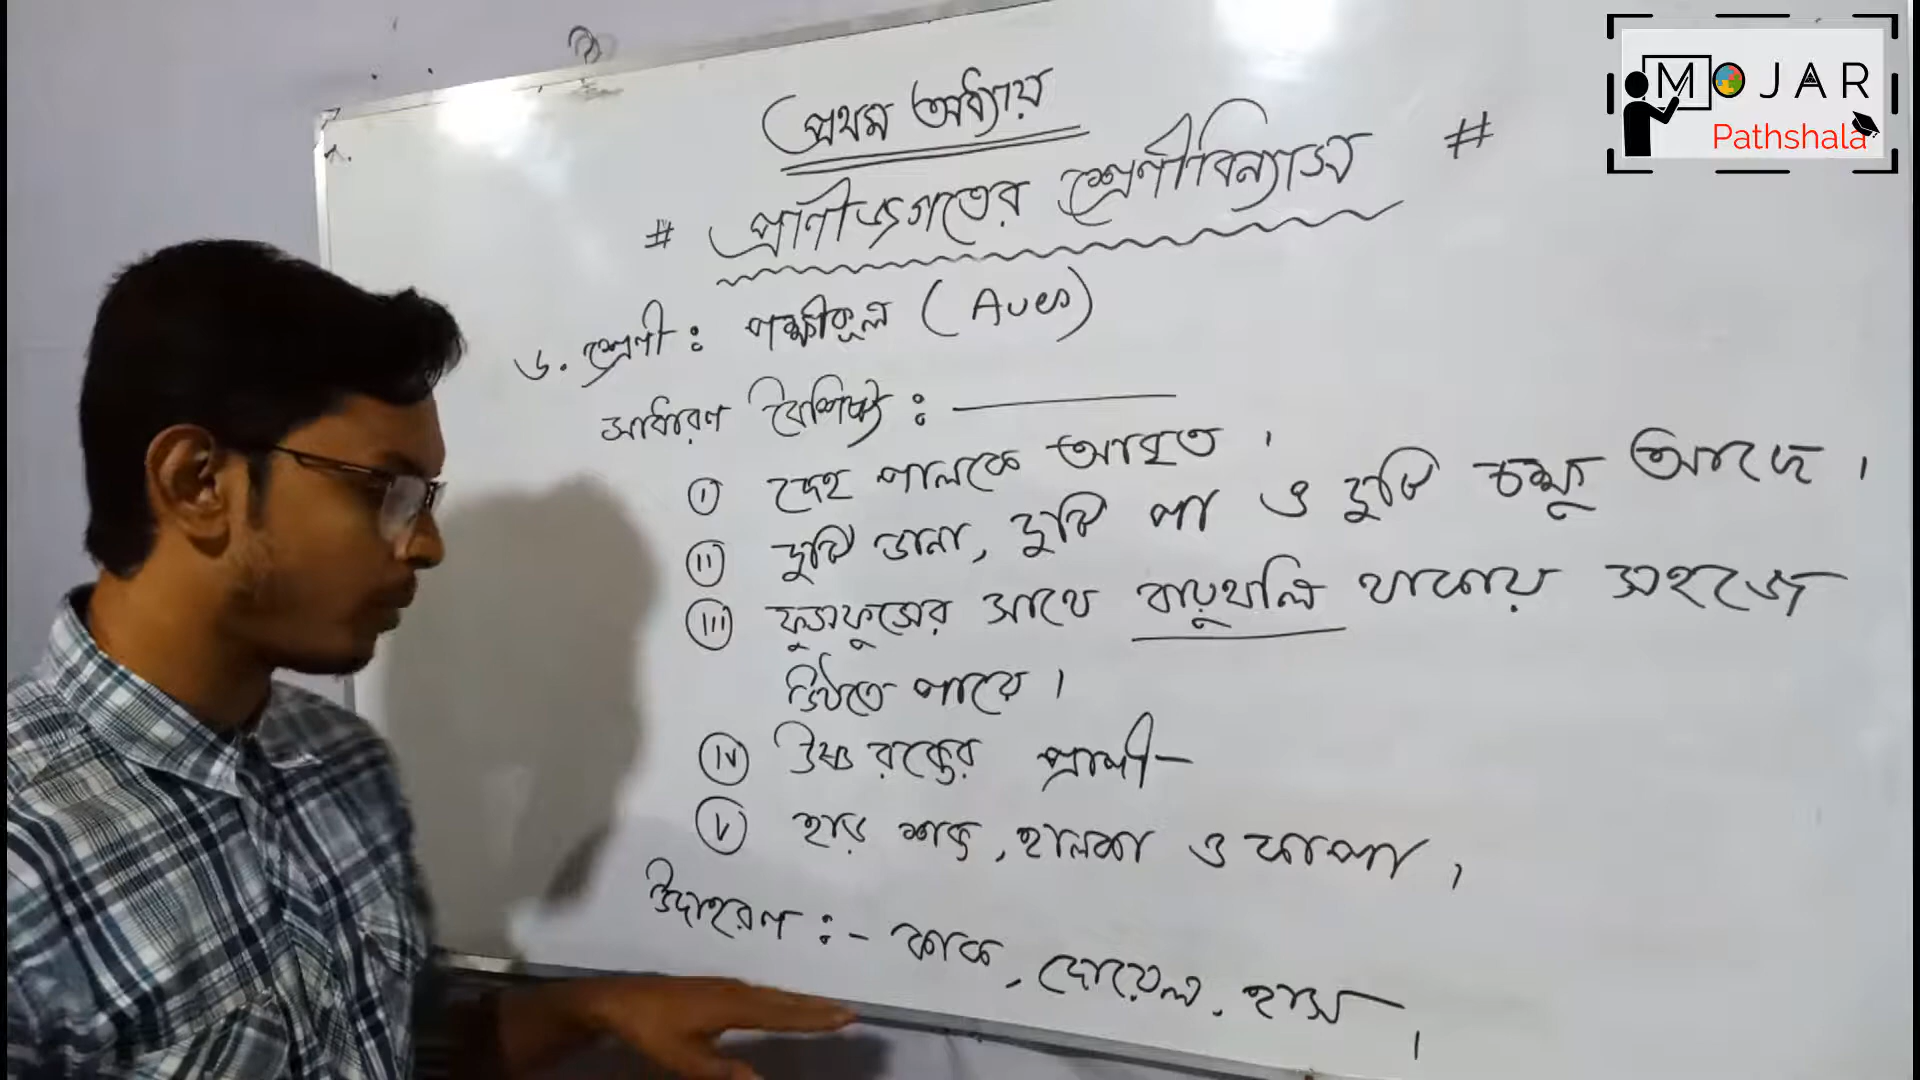 MOJAR
Pathshala
প্রথম অধ্যায়
# প্রাণীজগতের শ্রেণীবিন্যাস #
৬. শ্রেণী : পক্ষীকূল (Aves)
সাধারণ বৈশিষ্ট্য :
(i) দেহ পালকে আবৃত ।
(ii) দুটি ডানা, দুটি পা ও দুটি চক্ষু আছে ।
(iii) ফুসফুসের সাথে বায়ুথলি থাকায় সহজে
উঠতে পারে ।
(iv) উষ্ণ রক্তের প্রাণী-
(v) হাড় শক্ত, হালকা ও ফাপা ।
উদাহরণ :- কাক, দোয়েল, হাস ।